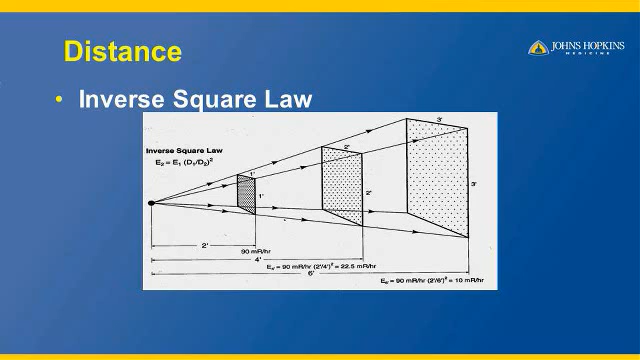 Distance
JOHNS HOPKINS
MEDICINE
• Inverse Square Law
Inverse Square Law
E₂ = E₁ (D₁/D₂)²
1'
1'
2'
2'
3'
3'
2'
90 mR/hr
4'
E₂ = 90 mR/hr (2'/4')² = 22.5 mR/hr
6'
E₂ = 90 mR/hr (2'/6')² = 10 mR/hr